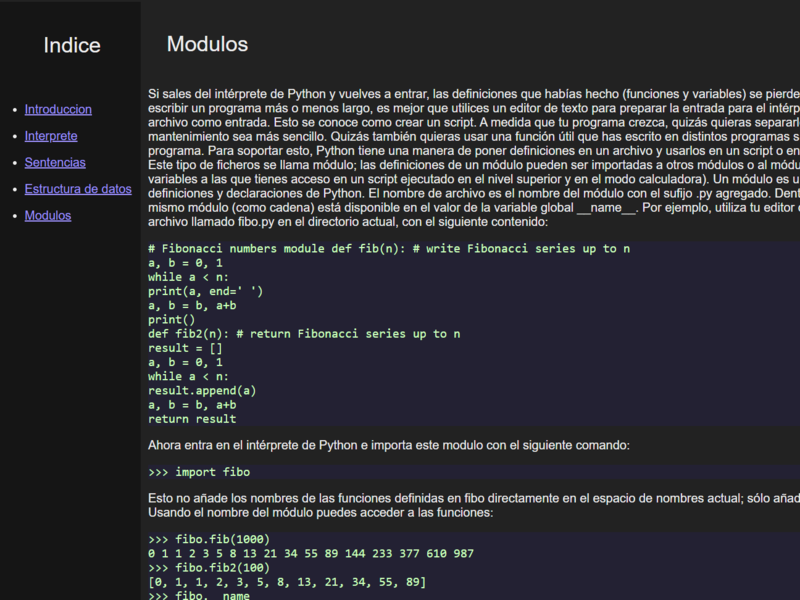 Indice
Introduccion
Interprete
Sentencias
Estructura de datos
Modulos
Modulos
Si sales del intérprete de Python y vuelves a entrar, las definiciones que habías hecho (funciones y variables) se pierde
escribir un programa más o menos largo, es mejor que utilices un editor de texto para preparar la entrada para el intérp
archivo como entrada. Esto se conoce como crear un script. A medida que tu programa crezca, quizás quieras separarl
mantenimiento sea más sencillo. Quizás también quieras usar una función útil que has escrito en distintos programas s
programa. Para soportar esto, Python tiene una manera de poner definiciones en un archivo y usarlos en un script o en
Este tipo de ficheros se llama módulo; las definiciones de un módulo pueden ser importadas a otros módulos o al módu
variables a las que tienes acceso en un script ejecutado en el nivel superior y en el modo calculadora). Un módulo es u
definiciones y declaraciones de Python. El nombre de archivo es el nombre del módulo con el sufijo .py agregado. Dent
mismo módulo (como cadena) está disponible en el valor de la variable global __name__. Por ejemplo, utiliza tu editor
archivo llamado fibo.py en el directorio actual, con el siguiente contenido:
# Fibonacci numbers module def fib(n): # write Fibonacci series up to n
a, b = 0, 1
while a < n:
print(a, end=' ')
a, b = b, a+b
print()
def fib2(n): # return Fibonacci series up to n
result = []
a, b = 0, 1
while a < n:
result.append(a)
a, b = b, a+b
return result
Ahora entra en el intérprete de Python e importa este modulo con el siguiente comando:
>>> import fibo
Esto no añade los nombres de las funciones definidas en fibo directamente en el espacio de nombres actual; sólo añad
Usando el nombre del módulo puedes acceder a las funciones:
>>> fibo.fib(1000)
0 1 1 2 3 5 8 13 21 34 55 89 144 233 377 610 987
>>> fibo.fib2(100)
[0, 1, 1, 2, 3, 5, 8, 13, 21, 34, 55, 89]
>>> fibo.__name